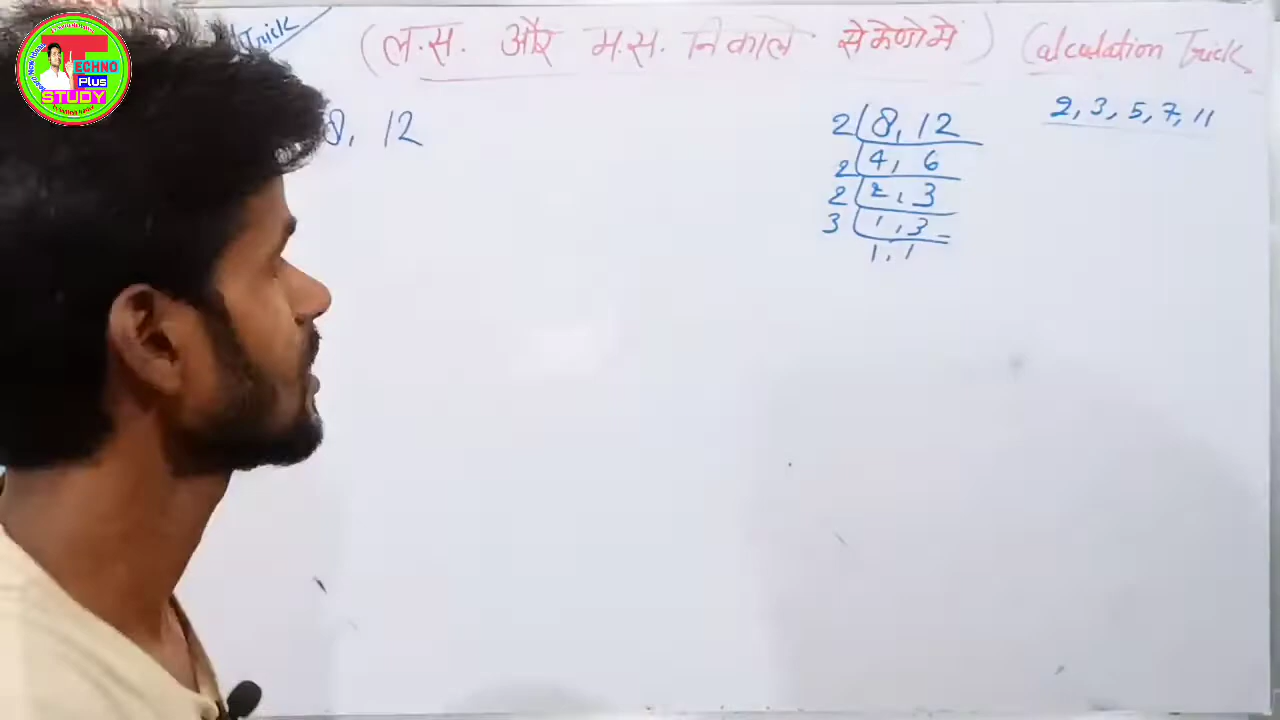 TECHNO
Plus
STUDY
Trick
(ल.स. और म.स. निकाले सेकेण्डो मे) Calculation Trick
8, 12
2, 3, 5, 7, 11
2 8, 12
2 4, 6
2 2, 3
3 1, 3
1, 1